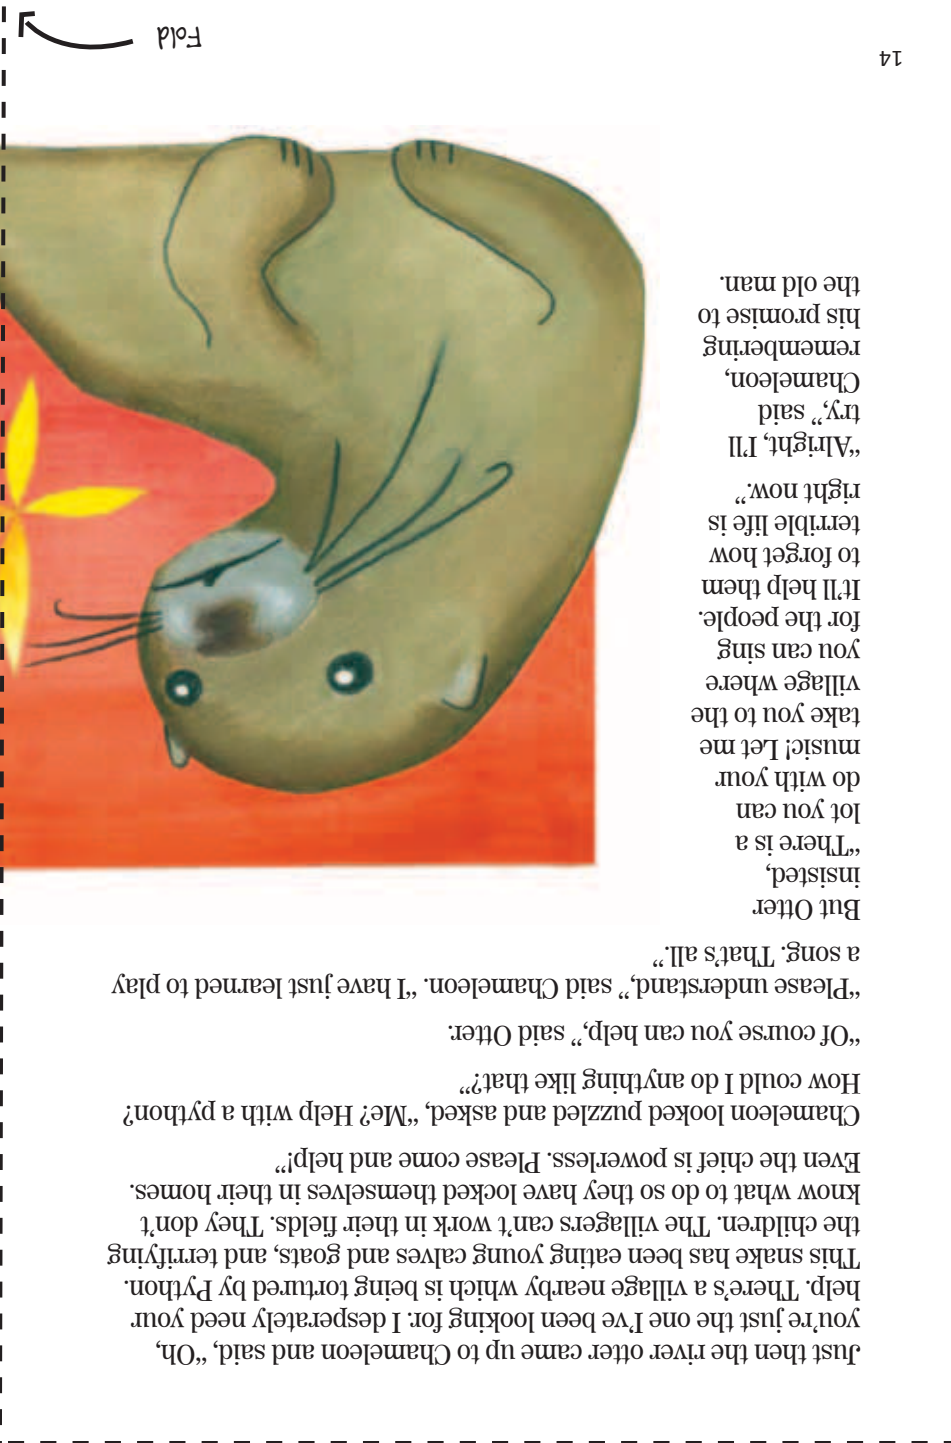 Just then the river otter came up to Chameleon and said, “Oh,
you’re just the one I’ve been looking for. I desperately need your
help. There’s a village nearby which is being tortured by Python.
This snake has been eating young calves and goats, and terrifying
the children. The villagers can’t work in their fields. They don’t
know what to do so they have locked themselves in their homes.
Even the chief is powerless. Please come and help!”
Chameleon looked puzzled and asked, “Me? Help with a python?
How could I do anything like that?”
“Of course you can help,” said Otter.
“Please understand,” said Chameleon. “I have just learned to play
a song. That’s all.”
But Otter
insisted,
“There is a
lot you can
do with your
music! Let me
take you to the
village where
you can sing
for the people.
It’ll help them
to forget how
terrible life is
right now.”
“Alright, I’ll
try,” said
Chameleon,
remembering
his promise to
the old man.
14
Fold